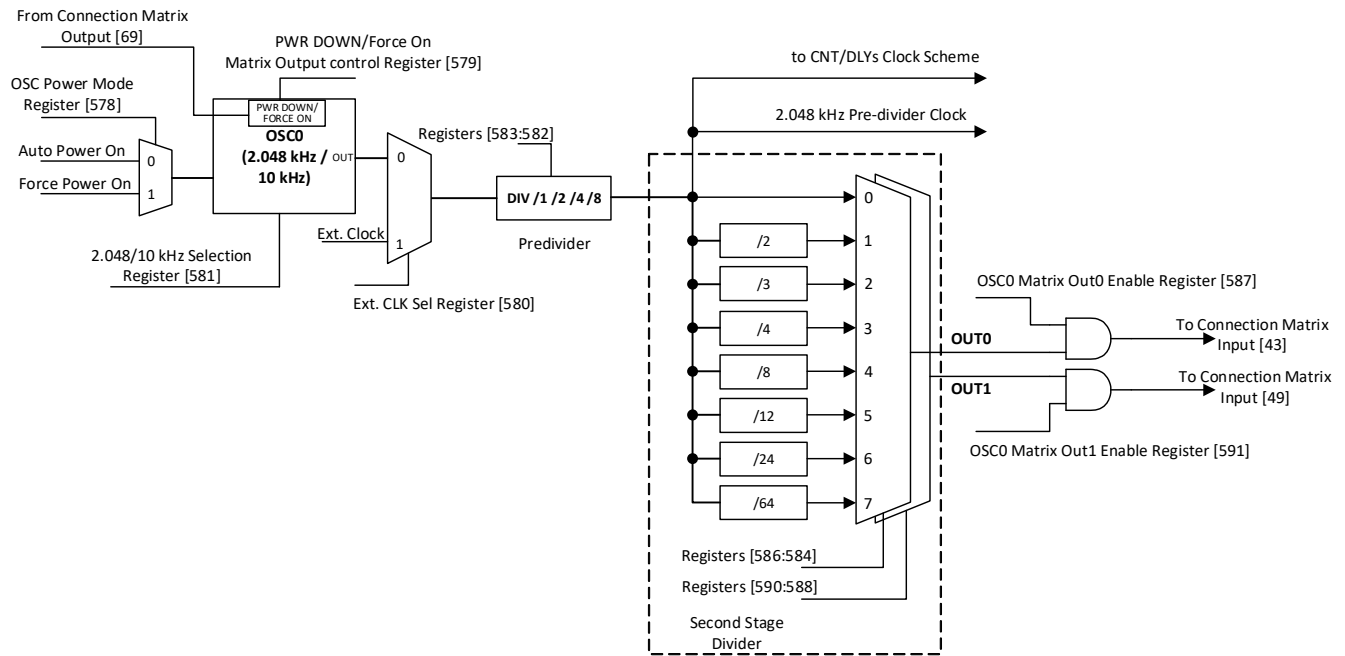 From Connection Matrix
Output [69]
PWR DOWN/Force On
Matrix Output control Register [579]
OSC Power Mode
Register [578]
PWR DOWN/
FORCE ON
OSC0
(2.048 kHz /
10 kHz)
OUT
Auto Power On
Force Power On
0
1
2.048/10 kHz Selection
Register [581]
Ext. Clock
0
1
Ext. CLK Sel Register [580]
Registers [583:582]
DIV /1 /2 /4 /8
Predivider
to CNT/DLYs Clock Scheme
2.048 kHz Pre-divider Clock
0
/2
1
/3
2
/4
3
/8
4
/12
5
/24
6
/64
7
Registers [586:584]
Registers [590:588]
Second Stage
Divider
OSC0 Matrix Out0 Enable Register [587]
OUT0
To Connection Matrix
Input [43]
OUT1
To Connection Matrix
Input [49]
OSC0 Matrix Out1 Enable Register [591]